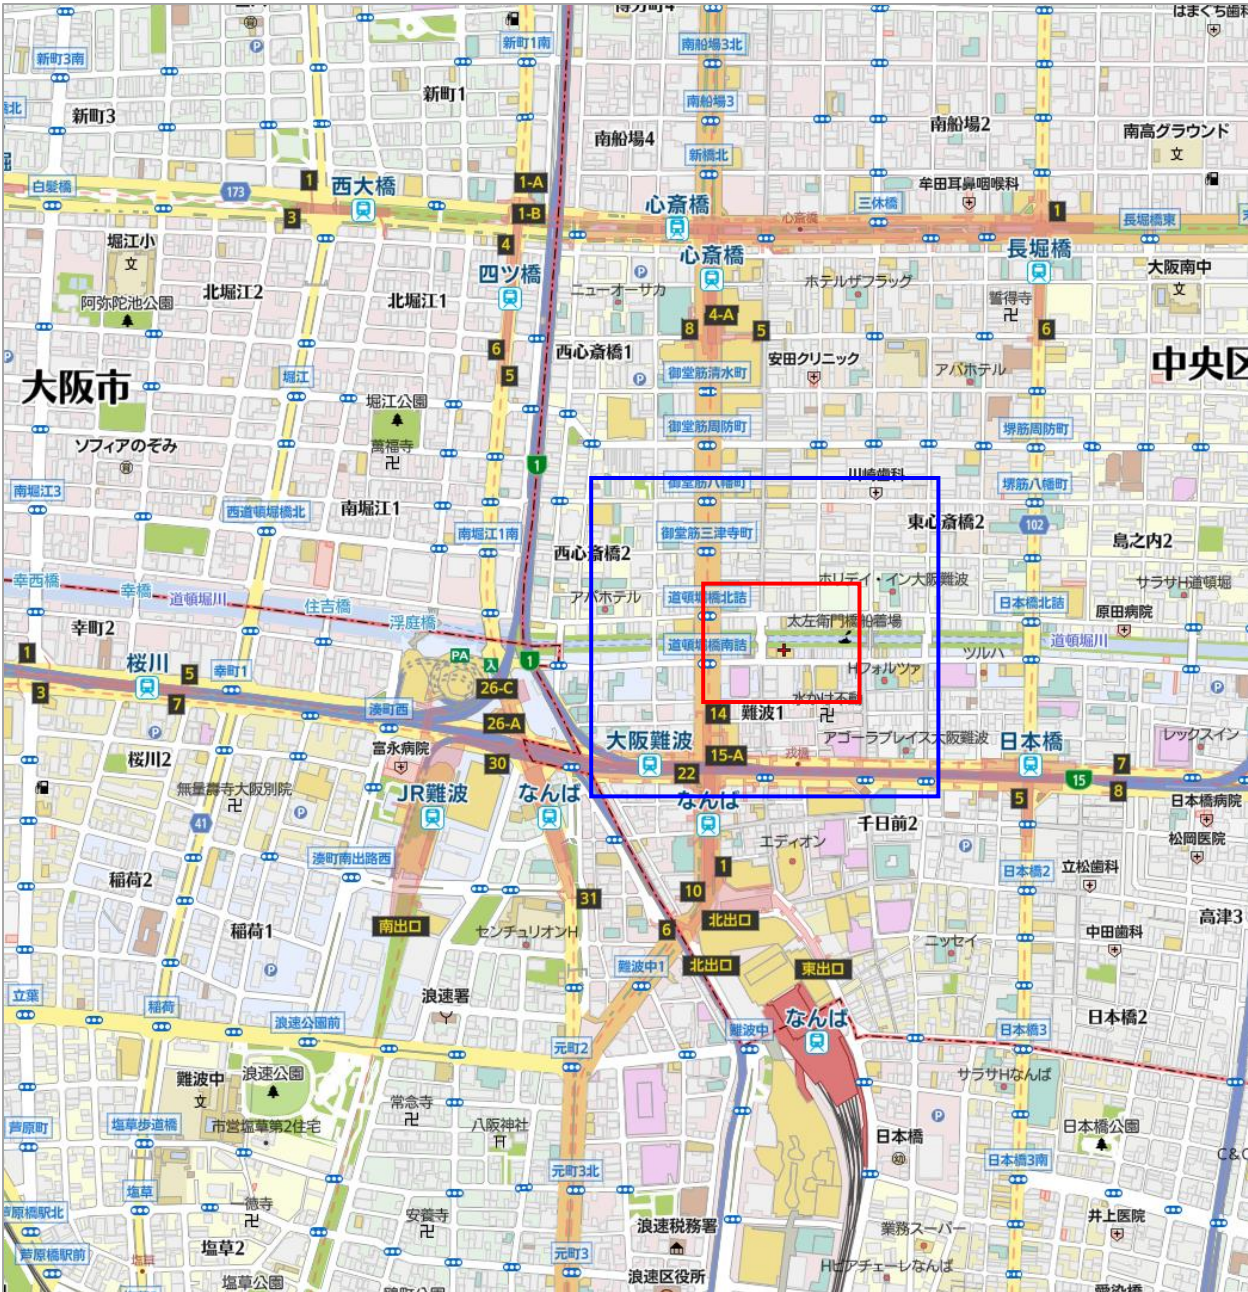 博労町4
はまぐち歯科
新町3南
新町1南
南船場3北
新町1
南船場3
新町3
南船場4
南船場2
南高グラウンド
文
新橋北
白髪橋
173
1
西大橋
1-A
牟田耳鼻咽喉科
3
1-B
心斎橋
心斎橋
三休橋
1
長堀橋東
堀江小
文
4
心斎橋
長堀橋
四ツ橋
大阪南中
文
北堀江2
北堀江1
ニューオーサカ
ホテルザフラッグ
誓得寺
阿弥陀池公園
4-A
8
5
6
6
西心斎橋1
安田クリニック
中央区
大阪市
堀江
5
御堂筋清水町
アパホテル
堀江公園
御堂筋周防町
堺筋周防町
ソフィアのぞみ
萬福寺
1
川崎歯科
南堀江3
御堂筋八幡町
堺筋八幡町
西道頓堀橋北
南堀江1
南堀江1南
御堂筋三津寺町
東心斎橋2
102
島之内2
西心斎橋2
幸西橋
幸橋
道頓堀川
住吉橋
アパホテル
道頓堀橋北詰
ホリデイ・イン大阪難波
サラサH道頓堀
日本橋北詰
原田病院
幸町2
浮庭橋
太左衛門橋船着場
道頓堀橋南詰
道頓堀川
ツルハ
1
桜川
5
幸町1
PA
入
1
Hフォルツァ
3
7
26-C
水かけ不動
湊町西
26-A
14
難波1
富永病院
大阪難波
15-A
戎橋
アゴーラプレイス大阪難波
日本橋
レックスイン
桜川2
30
22
7
15
無量壽寺大阪別院
JR難波
なんば
なんば
5
8
日本橋病院
41
千日前2
松岡医院
湊町南出路西
エディオン
稲荷2
1
日本橋2
立松歯科
31
10
南出口
6
北出口
高津3
稲荷1
センチュリオンH
ニッセイ
中田歯科
難波中1
北出口
東出口
立葉
稲荷
浪速署
浪速公園前
なんば
日本橋2
難波中
日本橋3
元町2
難波中
文
浪速公園
サラサHなんば
常念寺
芦原町
塩草歩道橋
市営塩草第2住宅
八阪神社
日本橋
日本橋公園
元町3北
日本橋3南
塩草
芦原橋駅北
一徳寺
安養寺
浪速税務署
井上医院
業務スーパー
芦原橋駅前
塩草
塩草2
元町3
塩草公園
浪速区役所
Hピアチェーレなんば